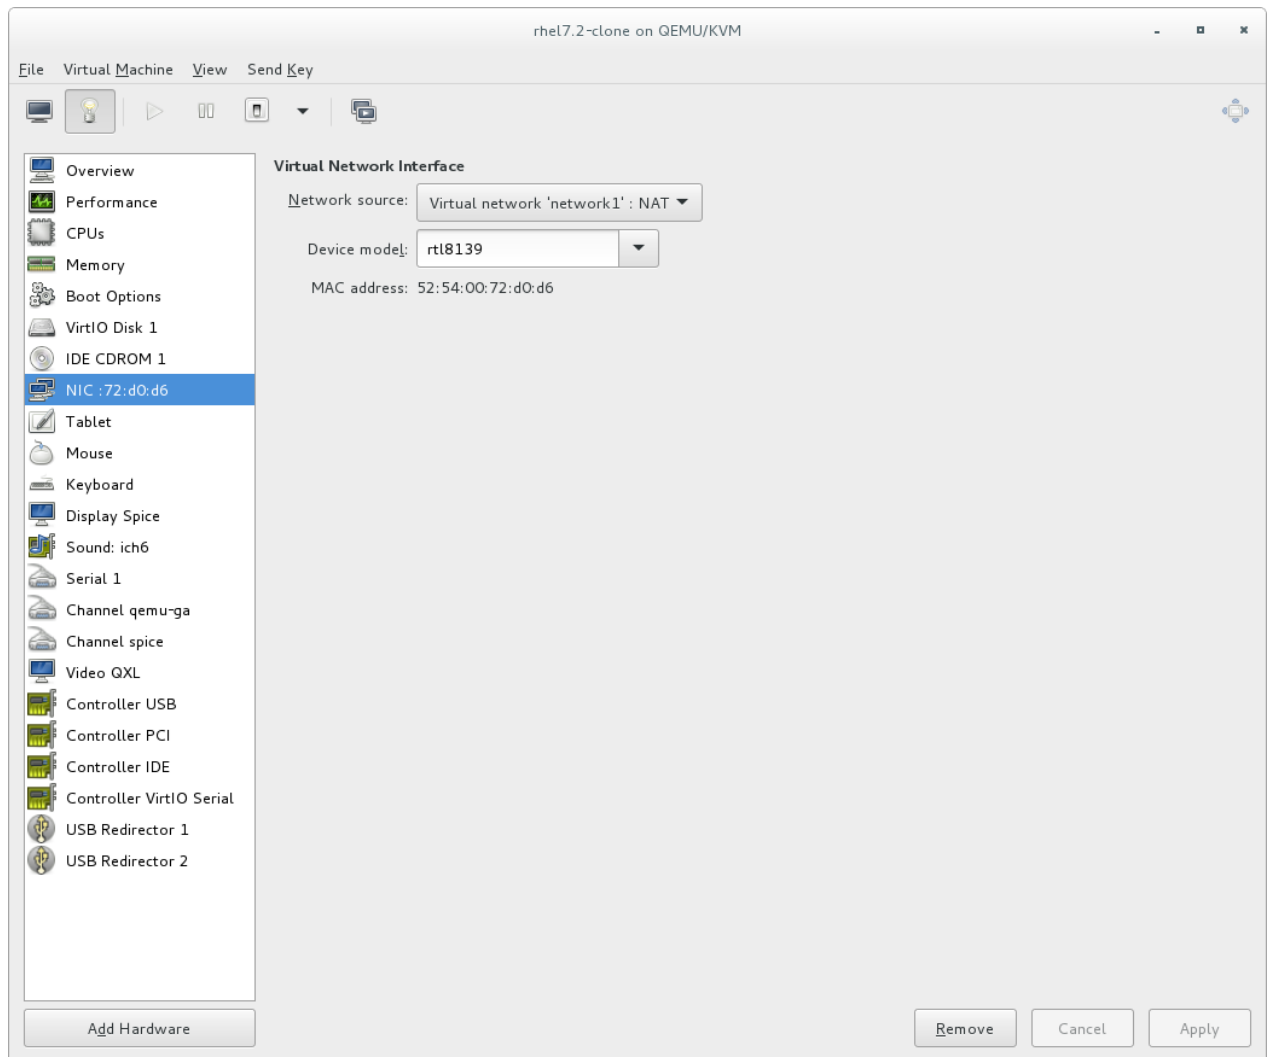 rhel7.2-clone on QEMU/KVM
File Virtual Machine View Send Key
Overview
Performance
CPUs
Memory
Boot Options
VirtIO Disk 1
IDE CDROM 1
NIC :72:d0:d6
Tablet
Mouse
Keyboard
Display Spice
Sound: ich6
Serial 1
Channel qemu-ga
Channel spice
Video QXL
Controller USB
Controller PCI
Controller IDE
Controller VirtIO Serial
USB Redirector 1
USB Redirector 2
Add Hardware
Virtual Network Interface
Network source: Virtual network 'network1' : NAT
Device model: rtl8139
MAC address: 52:54:00:72:d0:d6
Remove Cancel Apply